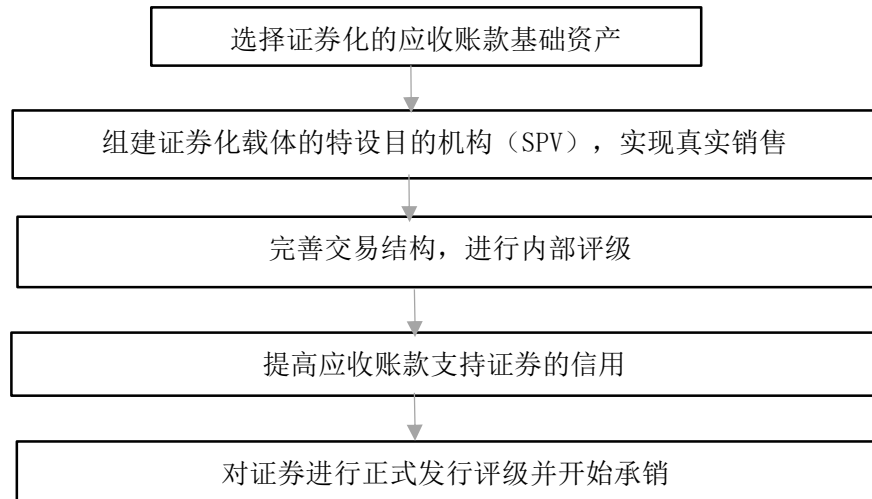 选择证券化的应收账款基础资产
组建证券化载体的特设目的机构（SPV），实现真实销售
完善交易结构，进行内部评级
提高应收账款支持证券的信用
对证券进行正式发行评级并开始承销